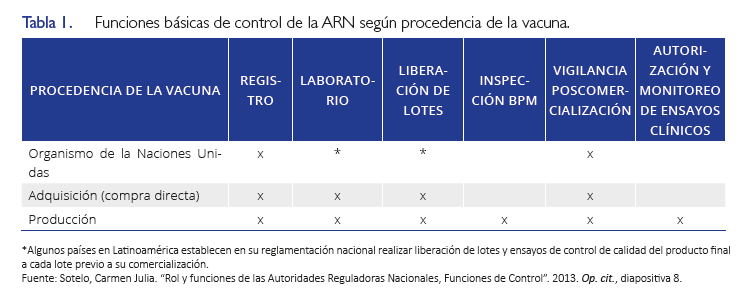 Tabla 1. Funciones básicas de control de la ARN según procedencia de la vacuna.
PROCEDENCIA DE LA VACUNA
REGIS-
TRO
LABORATO-
RIO
LIBERA-
CIÓN DE
LOTES
INSPEC-
CIÓN BPM
VIGILANCIA
POSCOMER-
CIALIZACIÓN
AUTORI-
ZACIÓN Y
MONITOREO
DE ENSAYOS
CLÍNICOS
Organismo de la Naciones Uni-
das
x * * x
Adquisición (compra directa) x x x x
Producción x x x x x x
*Algunos países en Latinoamérica establecen en su reglamentación nacional realizar liberación de lotes y ensayos de control de calidad del producto final
a cada lote previo a su comercialización.
Fuente: Sotelo, Carmen Julia. “Rol y funciones de las Autoridades Reguladoras Nacionales, Funciones de Control”. 2013. Op. cit., diapositiva 8.